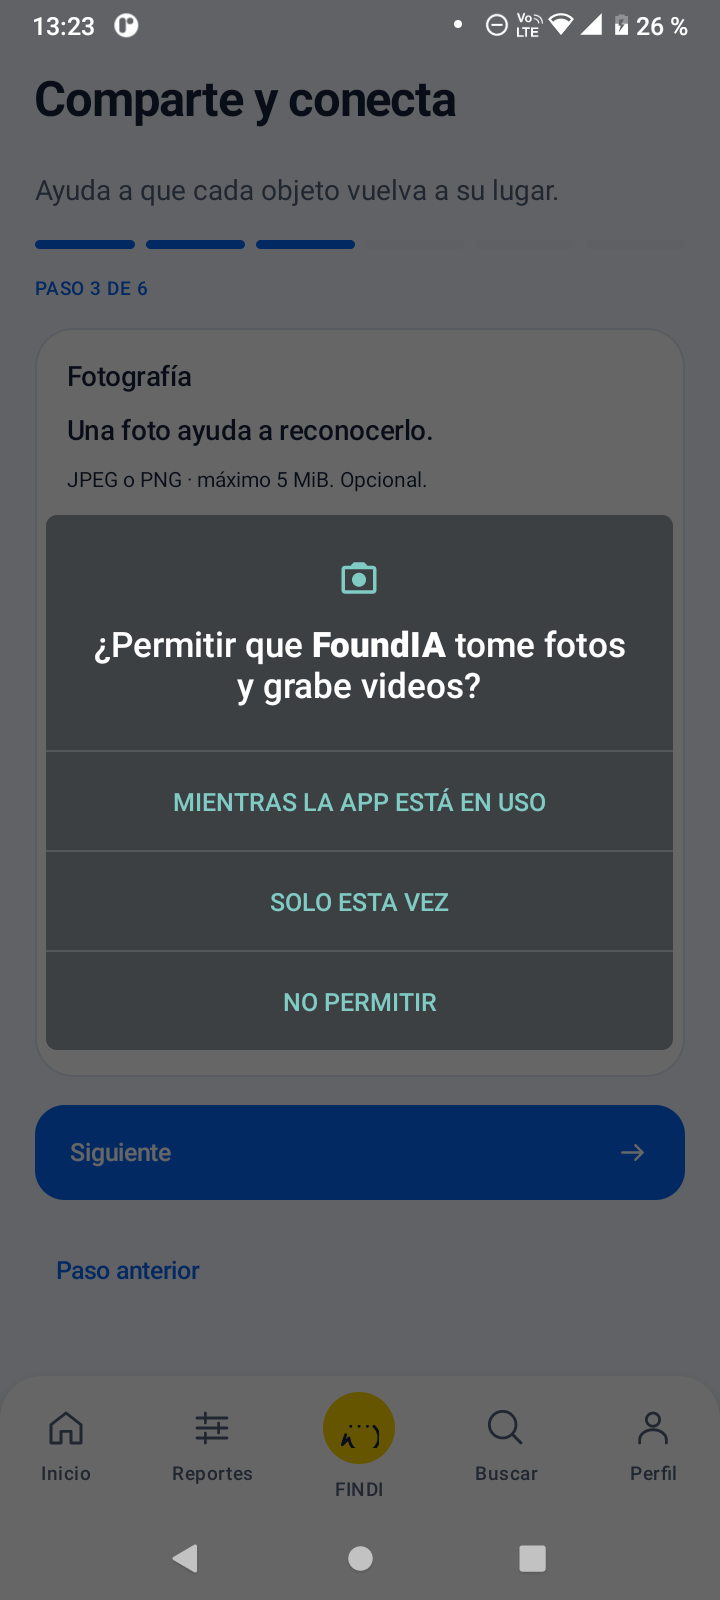 13:23
Vo
LTE
26 %
Comparte y conecta
Ayuda a que cada objeto vuelva a su lugar.
PASO 3 DE 6
Fotografía
Una foto ayuda a reconocerlo.
JPEG o PNG · máximo 5 MiB. Opcional.
¿Permitir que FoundIA tome fotos
y grabe videos?
MIENTRAS LA APP ESTÁ EN USO
SOLO ESTA VEZ
NO PERMITIR
Siguiente
Paso anterior
Inicio
Reportes
FINDI
Buscar
Perfil